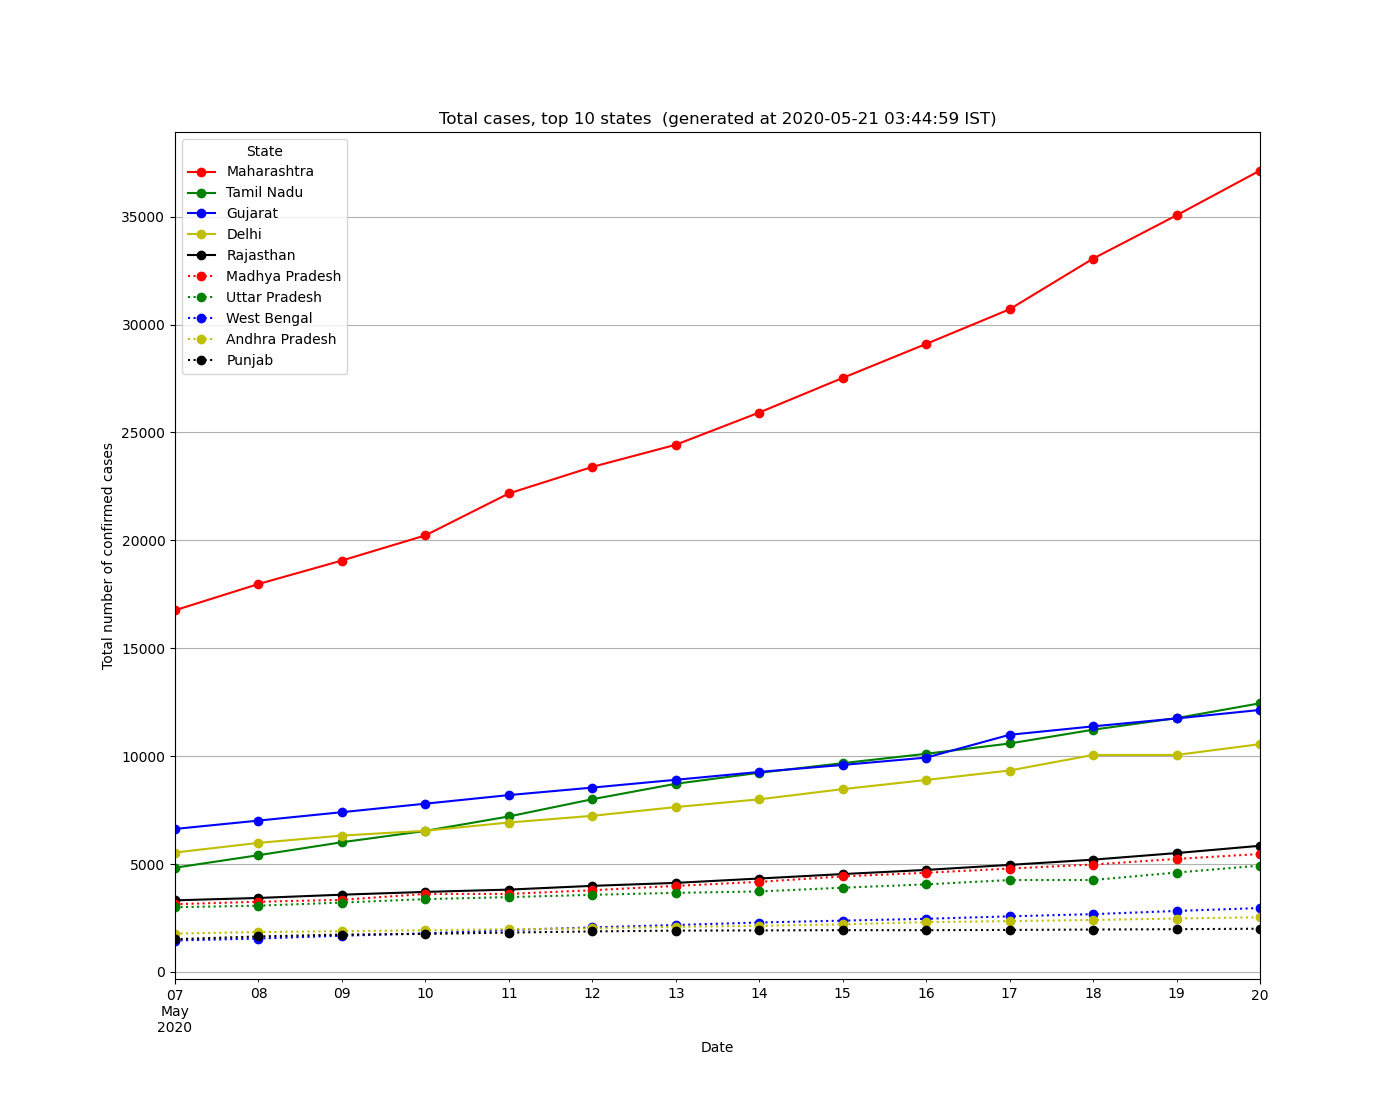 Total cases, top 10 states  (generated at 2020-05-21 03:44:59 IST)
State
Maharashtra
Tamil Nadu
Gujarat
Delhi
Rajasthan
Madhya Pradesh
Uttar Pradesh
West Bengal
Andhra Pradesh
Punjab
Total number of confirmed cases
35000
30000
25000
20000
15000
10000
5000
0
07 08 09 10 11 12 13 14 15 16 17 18 19 20
May
2020
Date